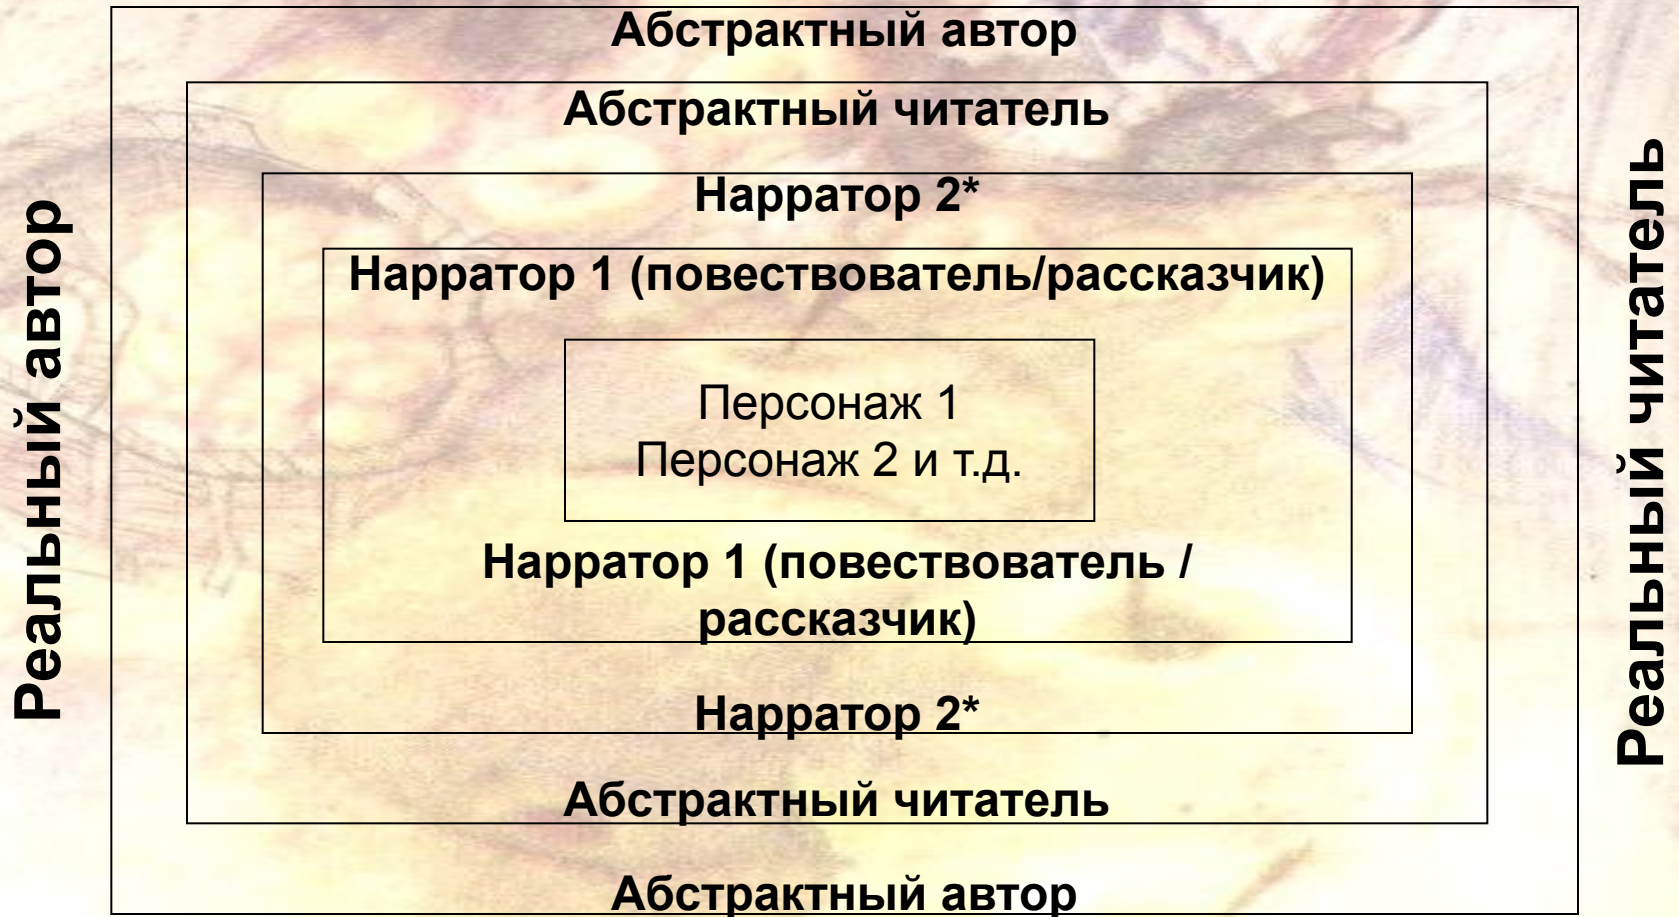 Абстрактный автор
Абстрактный читатель
Нарратор 2*
Нарратор 1 (повествователь/рассказчик)
Персонаж 1
Персонаж 2 и т.д.
Нарратор 1 (повествователь /
рассказчик)
Нарратор 2*
Абстрактный читатель
Абстрактный автор
Реальный автор
Реальный читатель